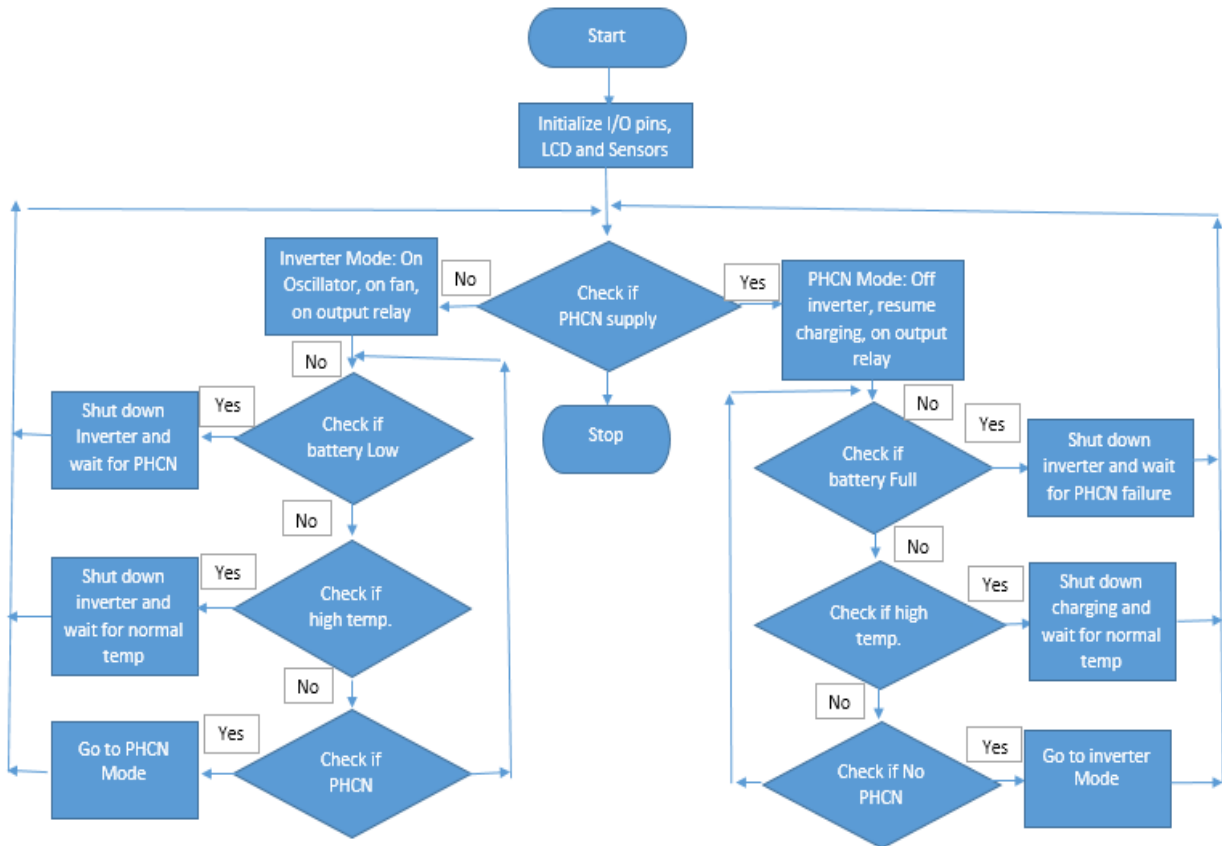 Start
Initialize I/O pins,
LCD and Sensors
Check if
PHCN supply
No
Yes
Stop
Inverter Mode: On
Oscillator, on fan,
on output relay
No
Check if
battery Low
Yes
Shut down
Inverter and
wait for PHCN
No
Check if
high temp.
Yes
Shut down
inverter and
wait for normal
temp
No
Check if
PHCN
Yes
Go to PHCN
Mode
PHCN Mode: Off
inverter, resume
charging, on output
relay
No
Check if
battery Full
Yes
Shut down
inverter and wait
for PHCN failure
No
Check if high
temp.
Yes
Shut down
charging and
wait for normal
temp
No
Check if No
PHCN
Yes
Go to inverter
Mode